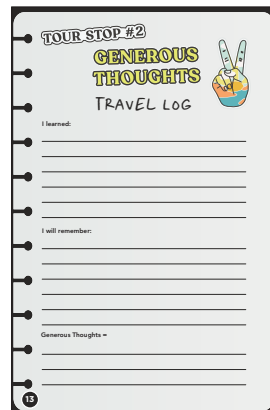 TOUR STOP #2
GENEROUS
THOUGHTS
TRAVEL LOG
I learned:
I will remember:
Generous Thoughts =
13